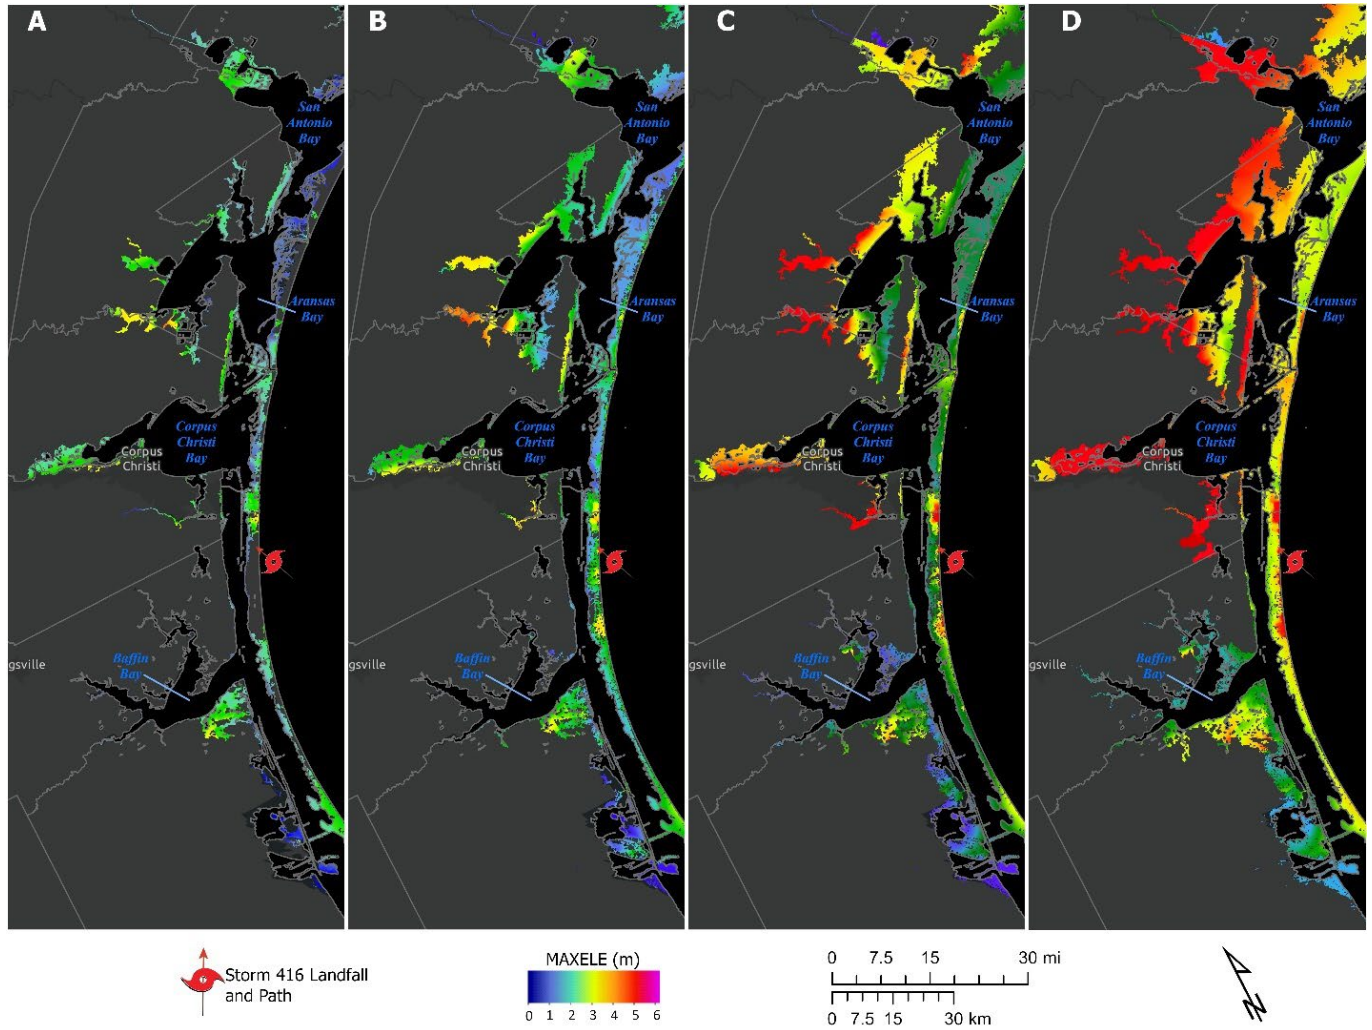 A
B
C
D
San
Antonio
Bay
San
Antonio
Bay
San
Antonio
Bay
San
Antonio
Bay
Aransas
Bay
Aransas
Bay
Aransas
Bay
Aransas
Bay
Corpus
Christi
Bay
Corpus
Christi
Bay
Corpus
Christi
Bay
Corpus
Christi
Bay
Corpus
Christi
Corpus
Christi
Corpus
Christi
Corpus
Christi
gsville
Baffin
Bay
gsville
Baffin
Bay
gsville
Baffin
Bay
gsville
Baffin
Bay
Storm 416 Landfall
and Path
MAXELE (m)
0 1 2 3 4 5 6
0 7.5 15 30 mi
0 7.5 15 30 km
N